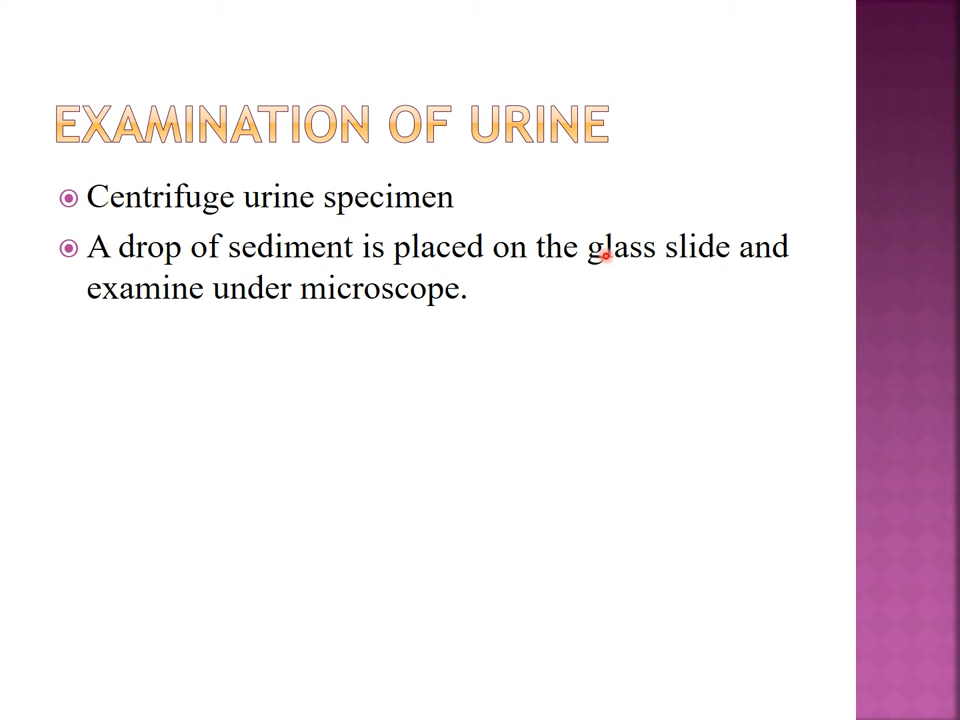 EXAMINATION OF URINE
Centrifuge urine specimen
A drop of sediment is placed on the glass slide and
examine under microscope.